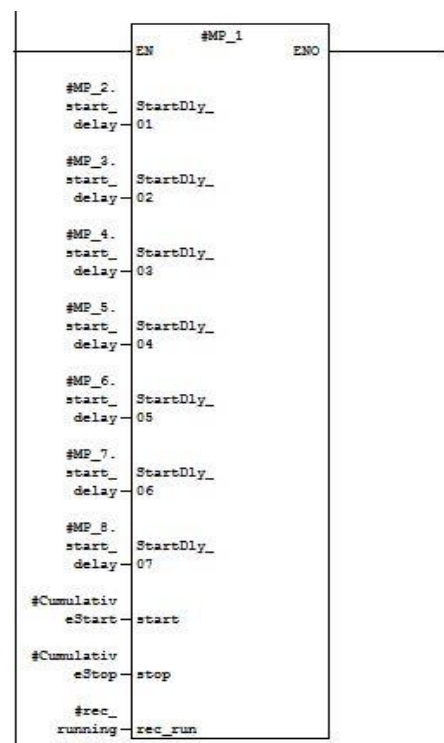 #MP_1
EN ENO
#MP_2.
start_ StartDly_
delay 01
#MP_3.
start_ StartDly_
delay 02
#MP_4.
start_ StartDly_
delay 03
#MP_5.
start_ StartDly_
delay 04
#MP_6.
start_ StartDly_
delay 05
#MP_7.
start_ StartDly_
delay 06
#MP_8.
start_ StartDly_
delay 07
#Cumulativ
eStart start
#Cumulativ
eStop stop
#rec_
running rec_run